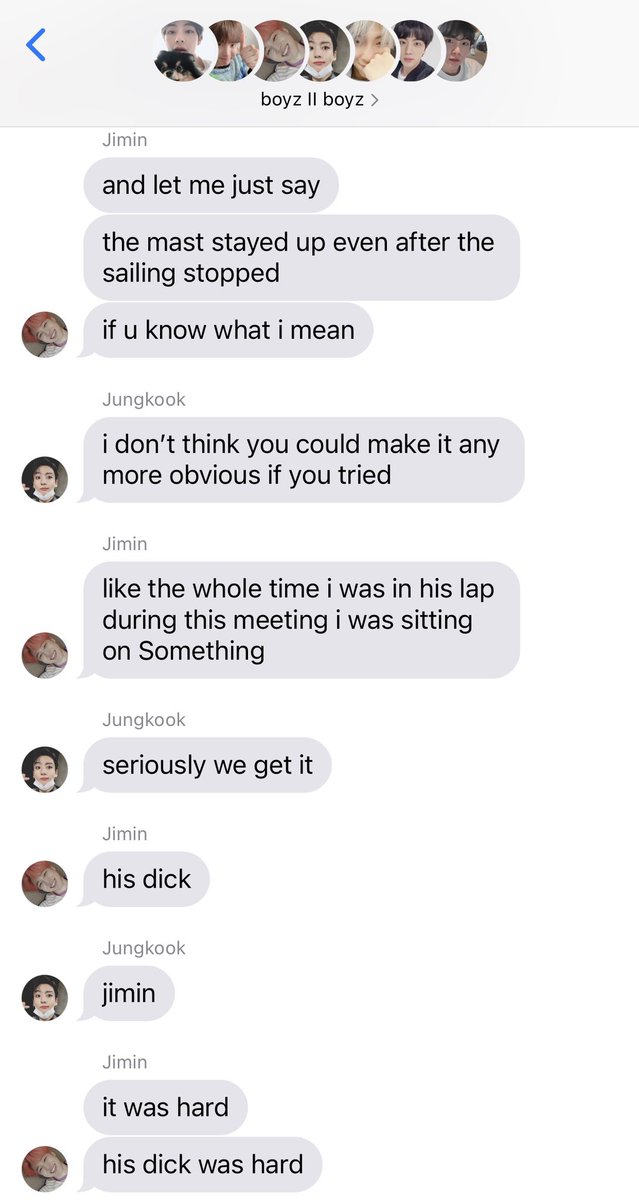 boyz II boyz
Jimin
and let me just say
the mast stayed up even after the
sailing stopped
if u know what i mean
Jungkook
i don’t think you could make it any
more obvious if you tried
Jimin
like the whole time i was in his lap
during this meeting i was sitting
on Something
Jungkook
seriously we get it
Jimin
his dick
Jungkook
jimin
Jimin
it was hard
his dick was hard